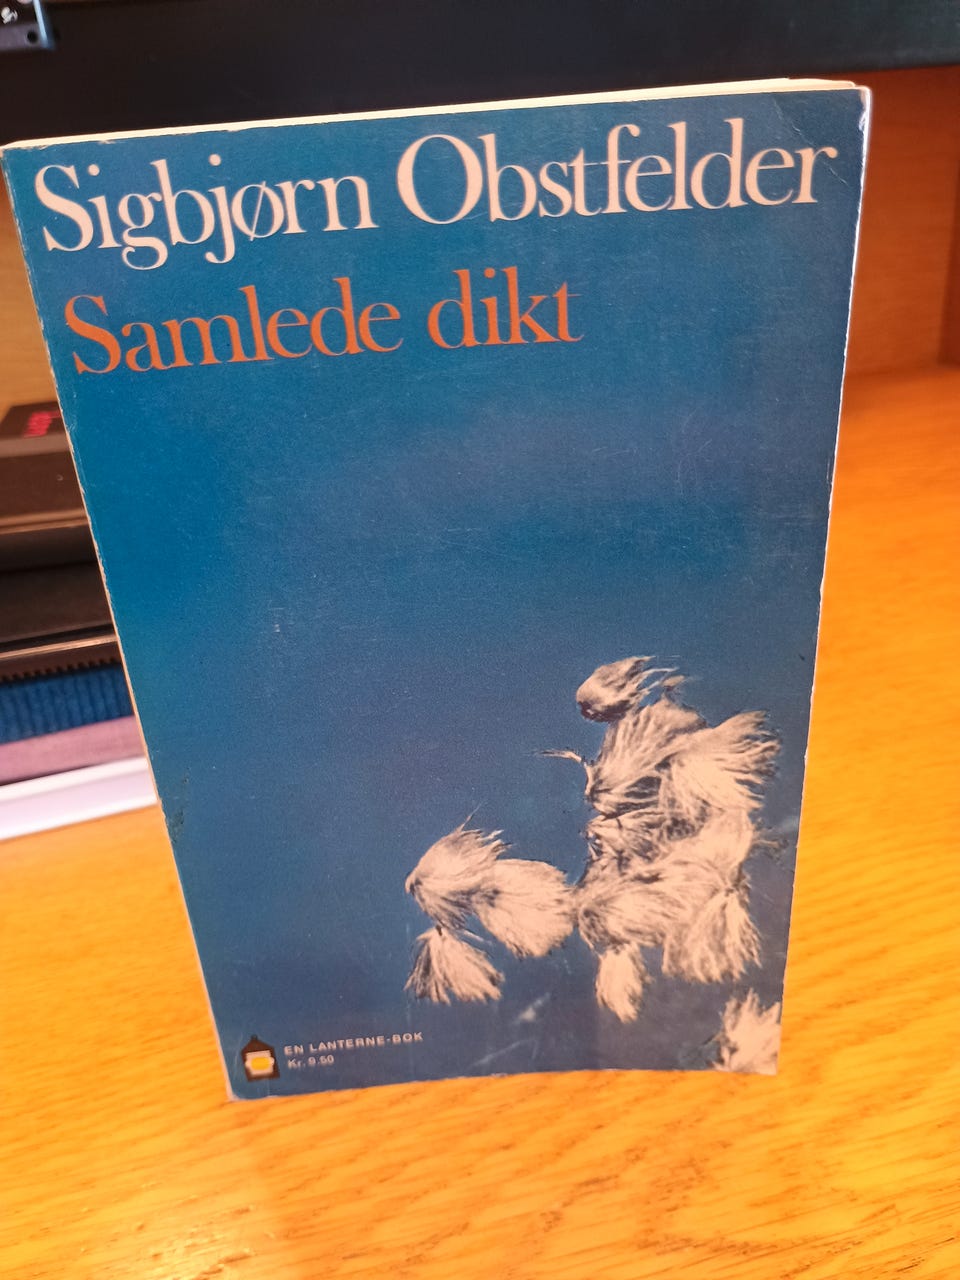 Sigbjørn Obstfelder
Samlede dikt
EN LANTERNE-BOK
Kr. 9.50